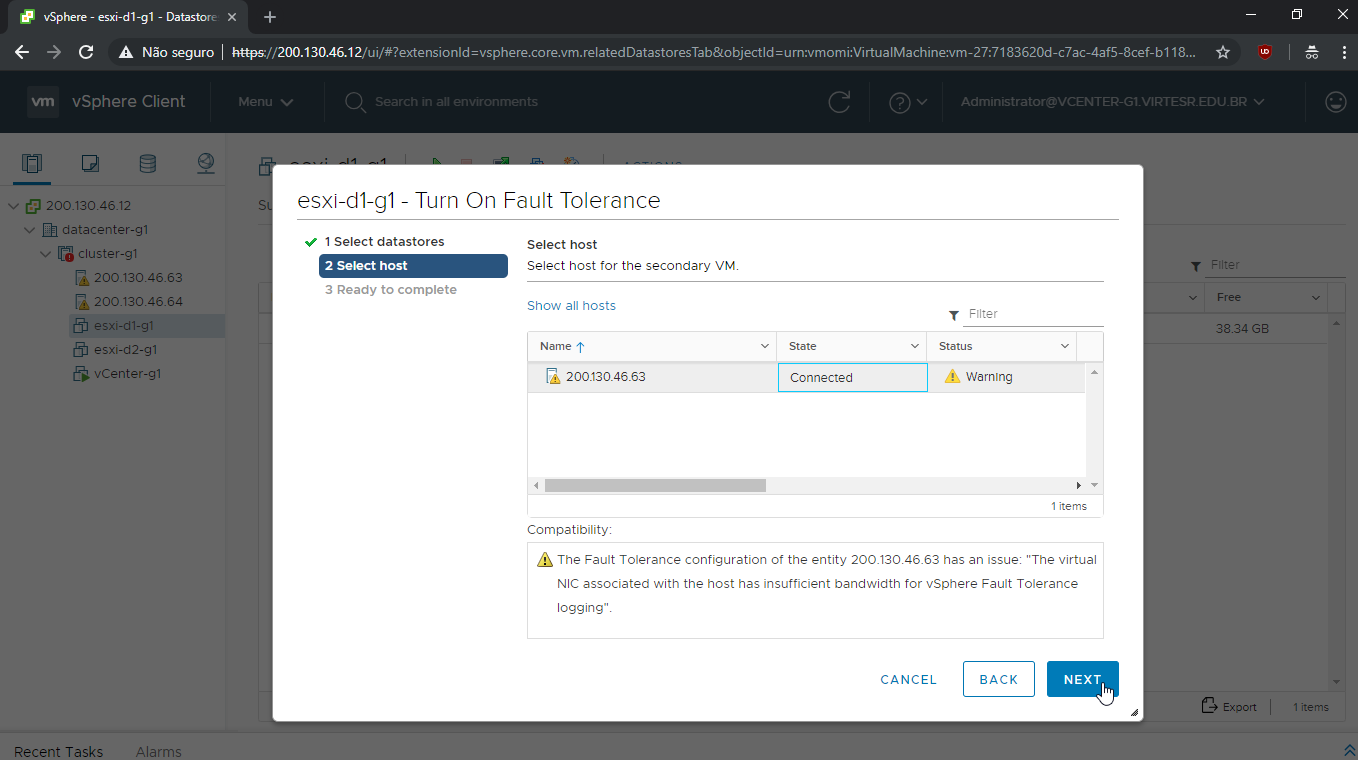 vSphere - esxi-d1-g1 - Datastore
Não seguro https://200.130.46.12/ui/#?extensionId=vsphere.core.vm.relatedDatastoresTab&objectId=urn:vmomi:VirtualMachine:vm-27:7183620d-c7ac-4af5-8cef-b118...
vm vSphere Client Menu Search in all environments Administrator@VCENTER-G1.VIRTESR.EDU.BR
200.130.46.12
datacenter-g1
cluster-g1
200.130.46.63
200.130.46.64
esxi-d1-g1
esxi-d2-g1
vCenter-g1
esxi-d1-g1 ACTIONS
Su
Filter
Free
38.34 GB
Export 1 items
esxi-d1-g1 - Turn On Fault Tolerance
1 Select datastores
2 Select host
3 Ready to complete
Select host
Select host for the secondary VM.
Show all hosts
Filter
Name State Status
200.130.46.63 Connected Warning
1 items
Compatibility:
The Fault Tolerance configuration of the entity 200.130.46.63 has an issue: "The virtual
NIC associated with the host has insufficient bandwidth for vSphere Fault Tolerance
logging".
CANCEL BACK NEXT
Recent Tasks Alarms